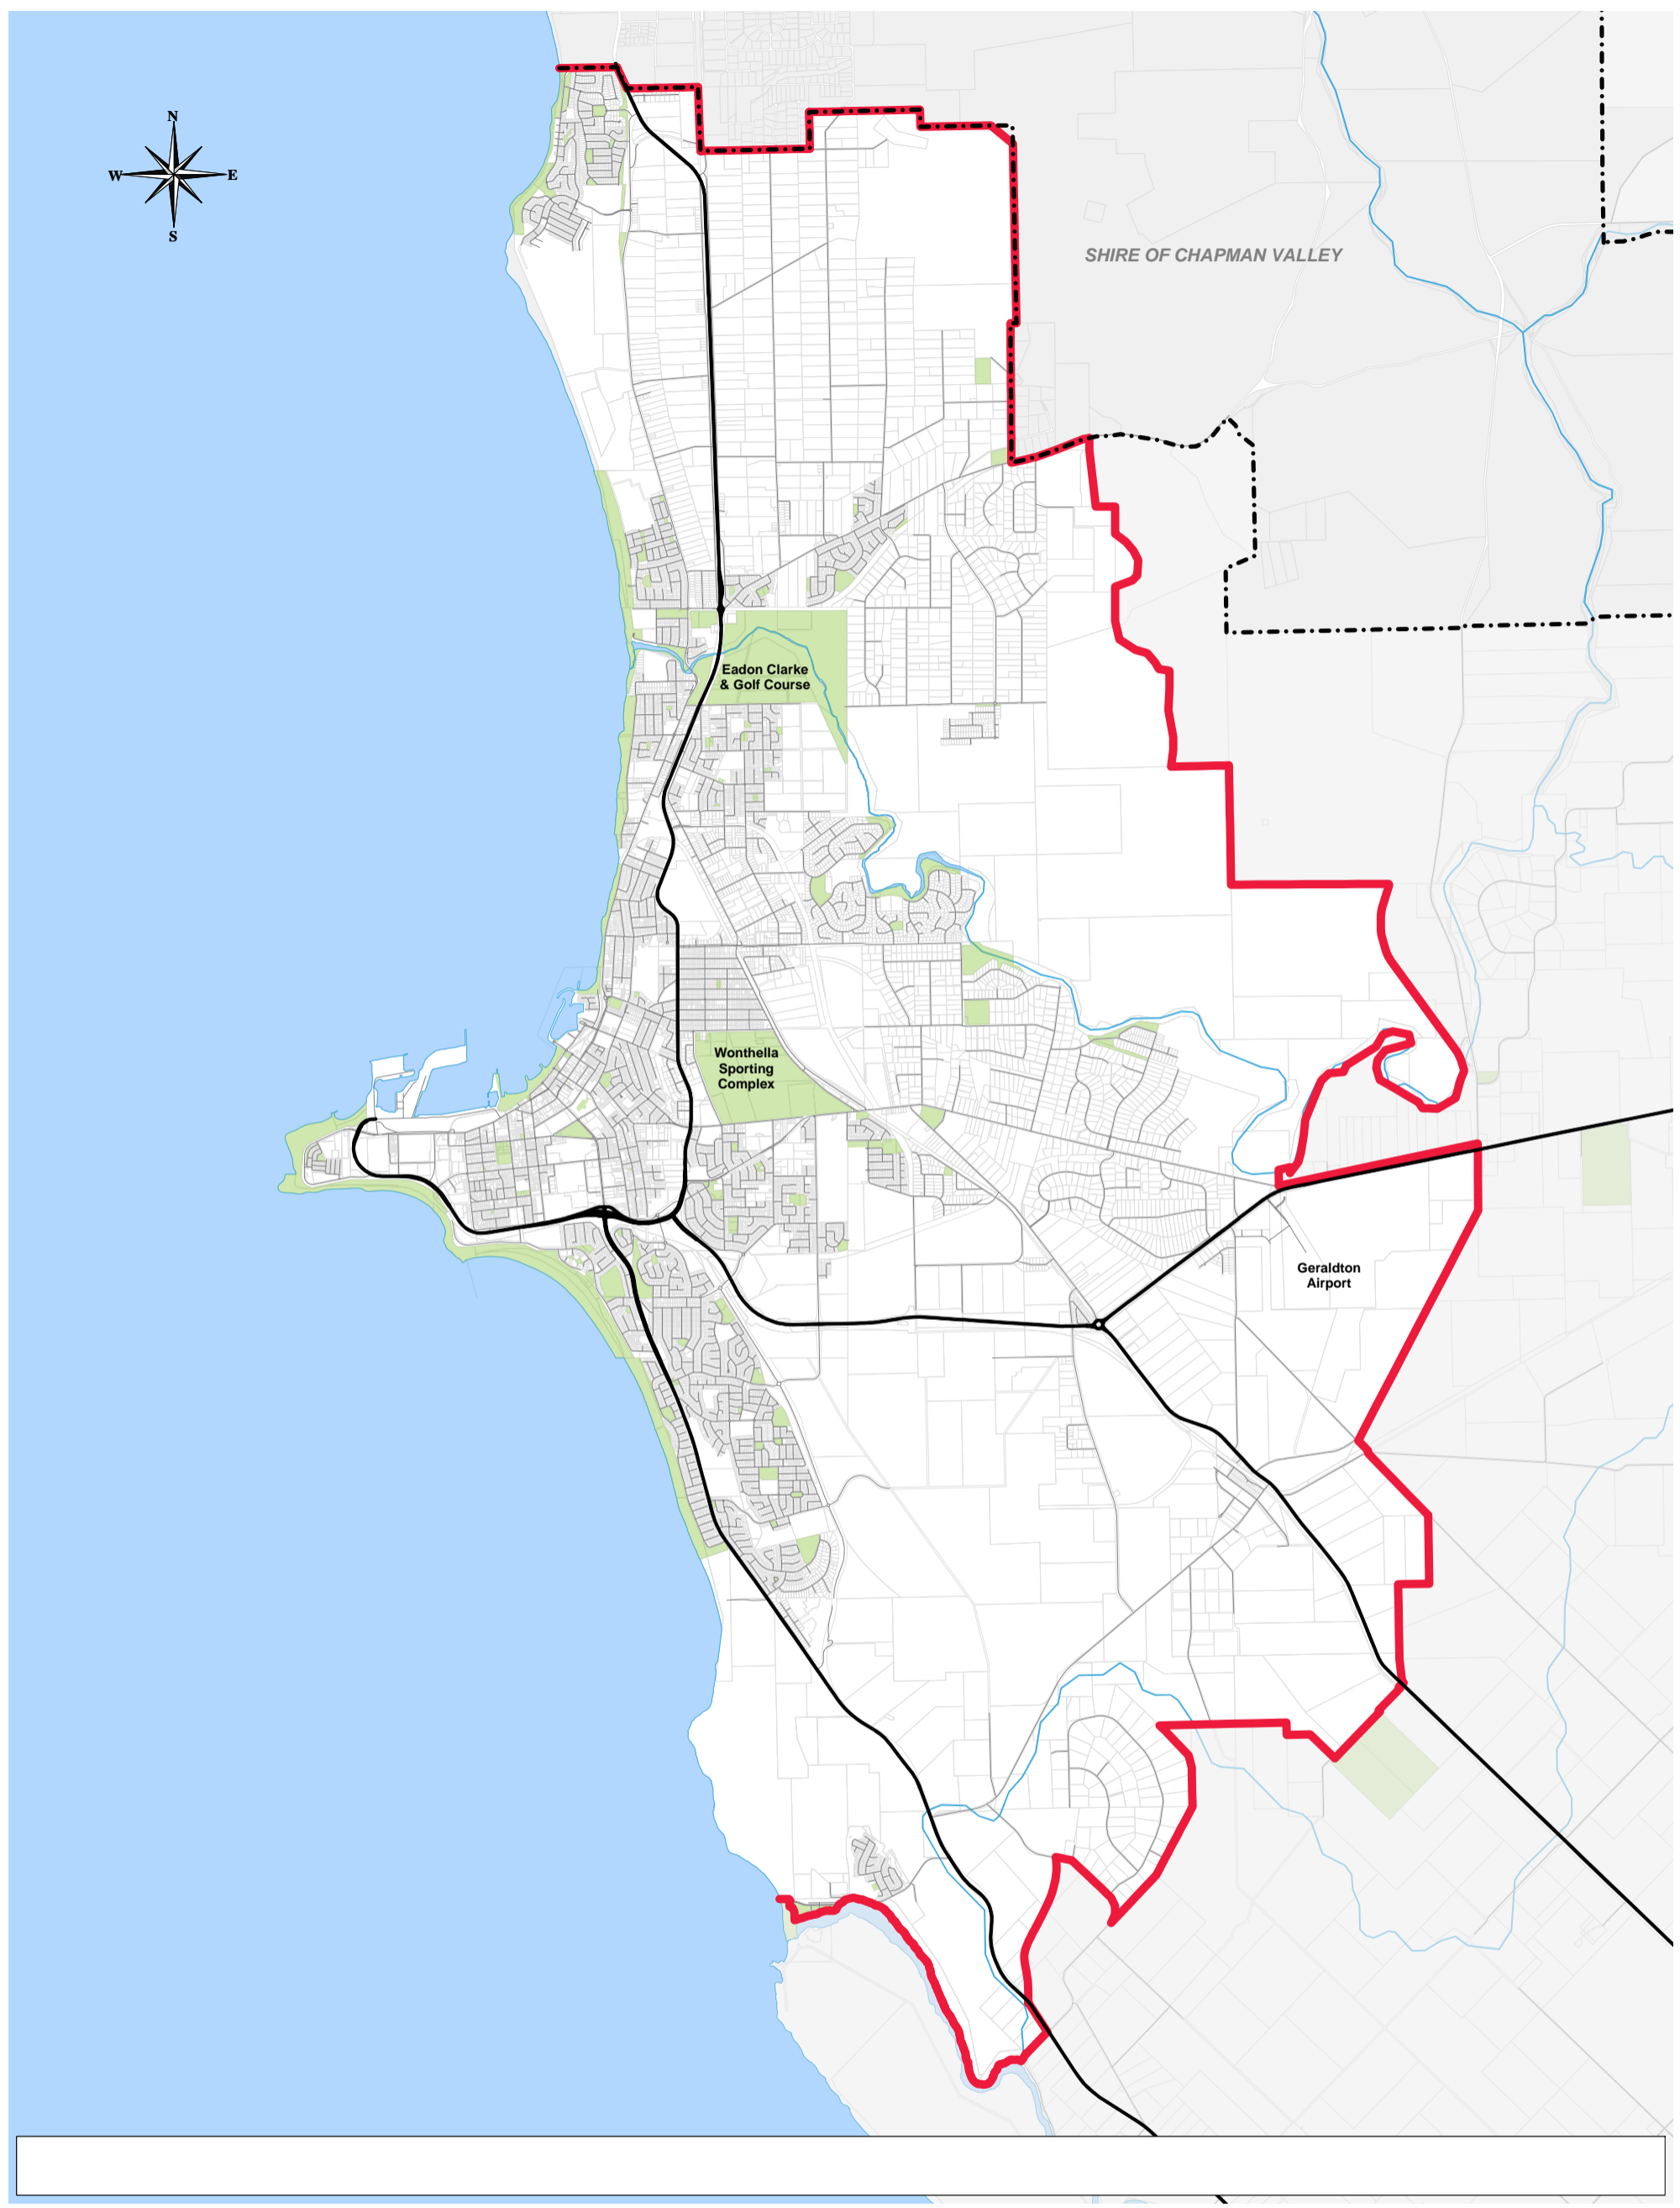 N
W
E
S
SHIRE OF CHAPMAN VALLEY
Eadon Clarke
& Golf Course
Wonthella
Sporting
Complex
Geraldton
Airport